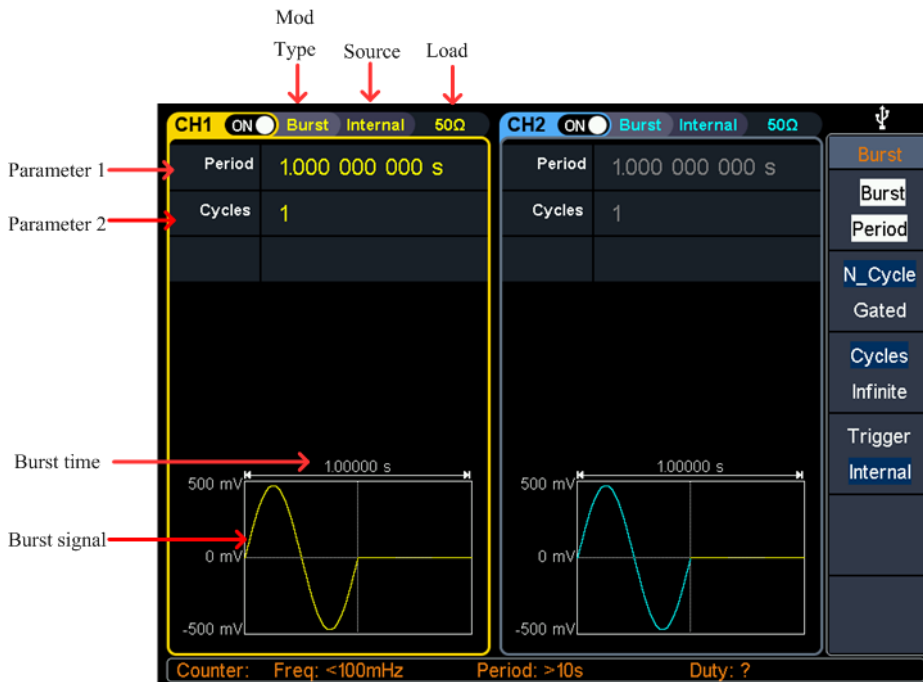 Mod
Type Source Load
CH1 ON Burst Internal 50Ω
CH2 ON Burst Internal 50Ω
Burst
Parameter 1
Period 1.000 000 000 s
Period 1.000 000 000 s
Burst
Period
Parameter 2
Cycles 1
Cycles 1
N_Cycle
Gated
Cycles
Infinite
Trigger
Internal
Burst time
1.00000 s
1.00000 s
500 mV
500 mV
Burst signal
0 mV
0 mV
-500 mV
-500 mV
Counter: Freq: <100mHz Period: >10s Duty: ?